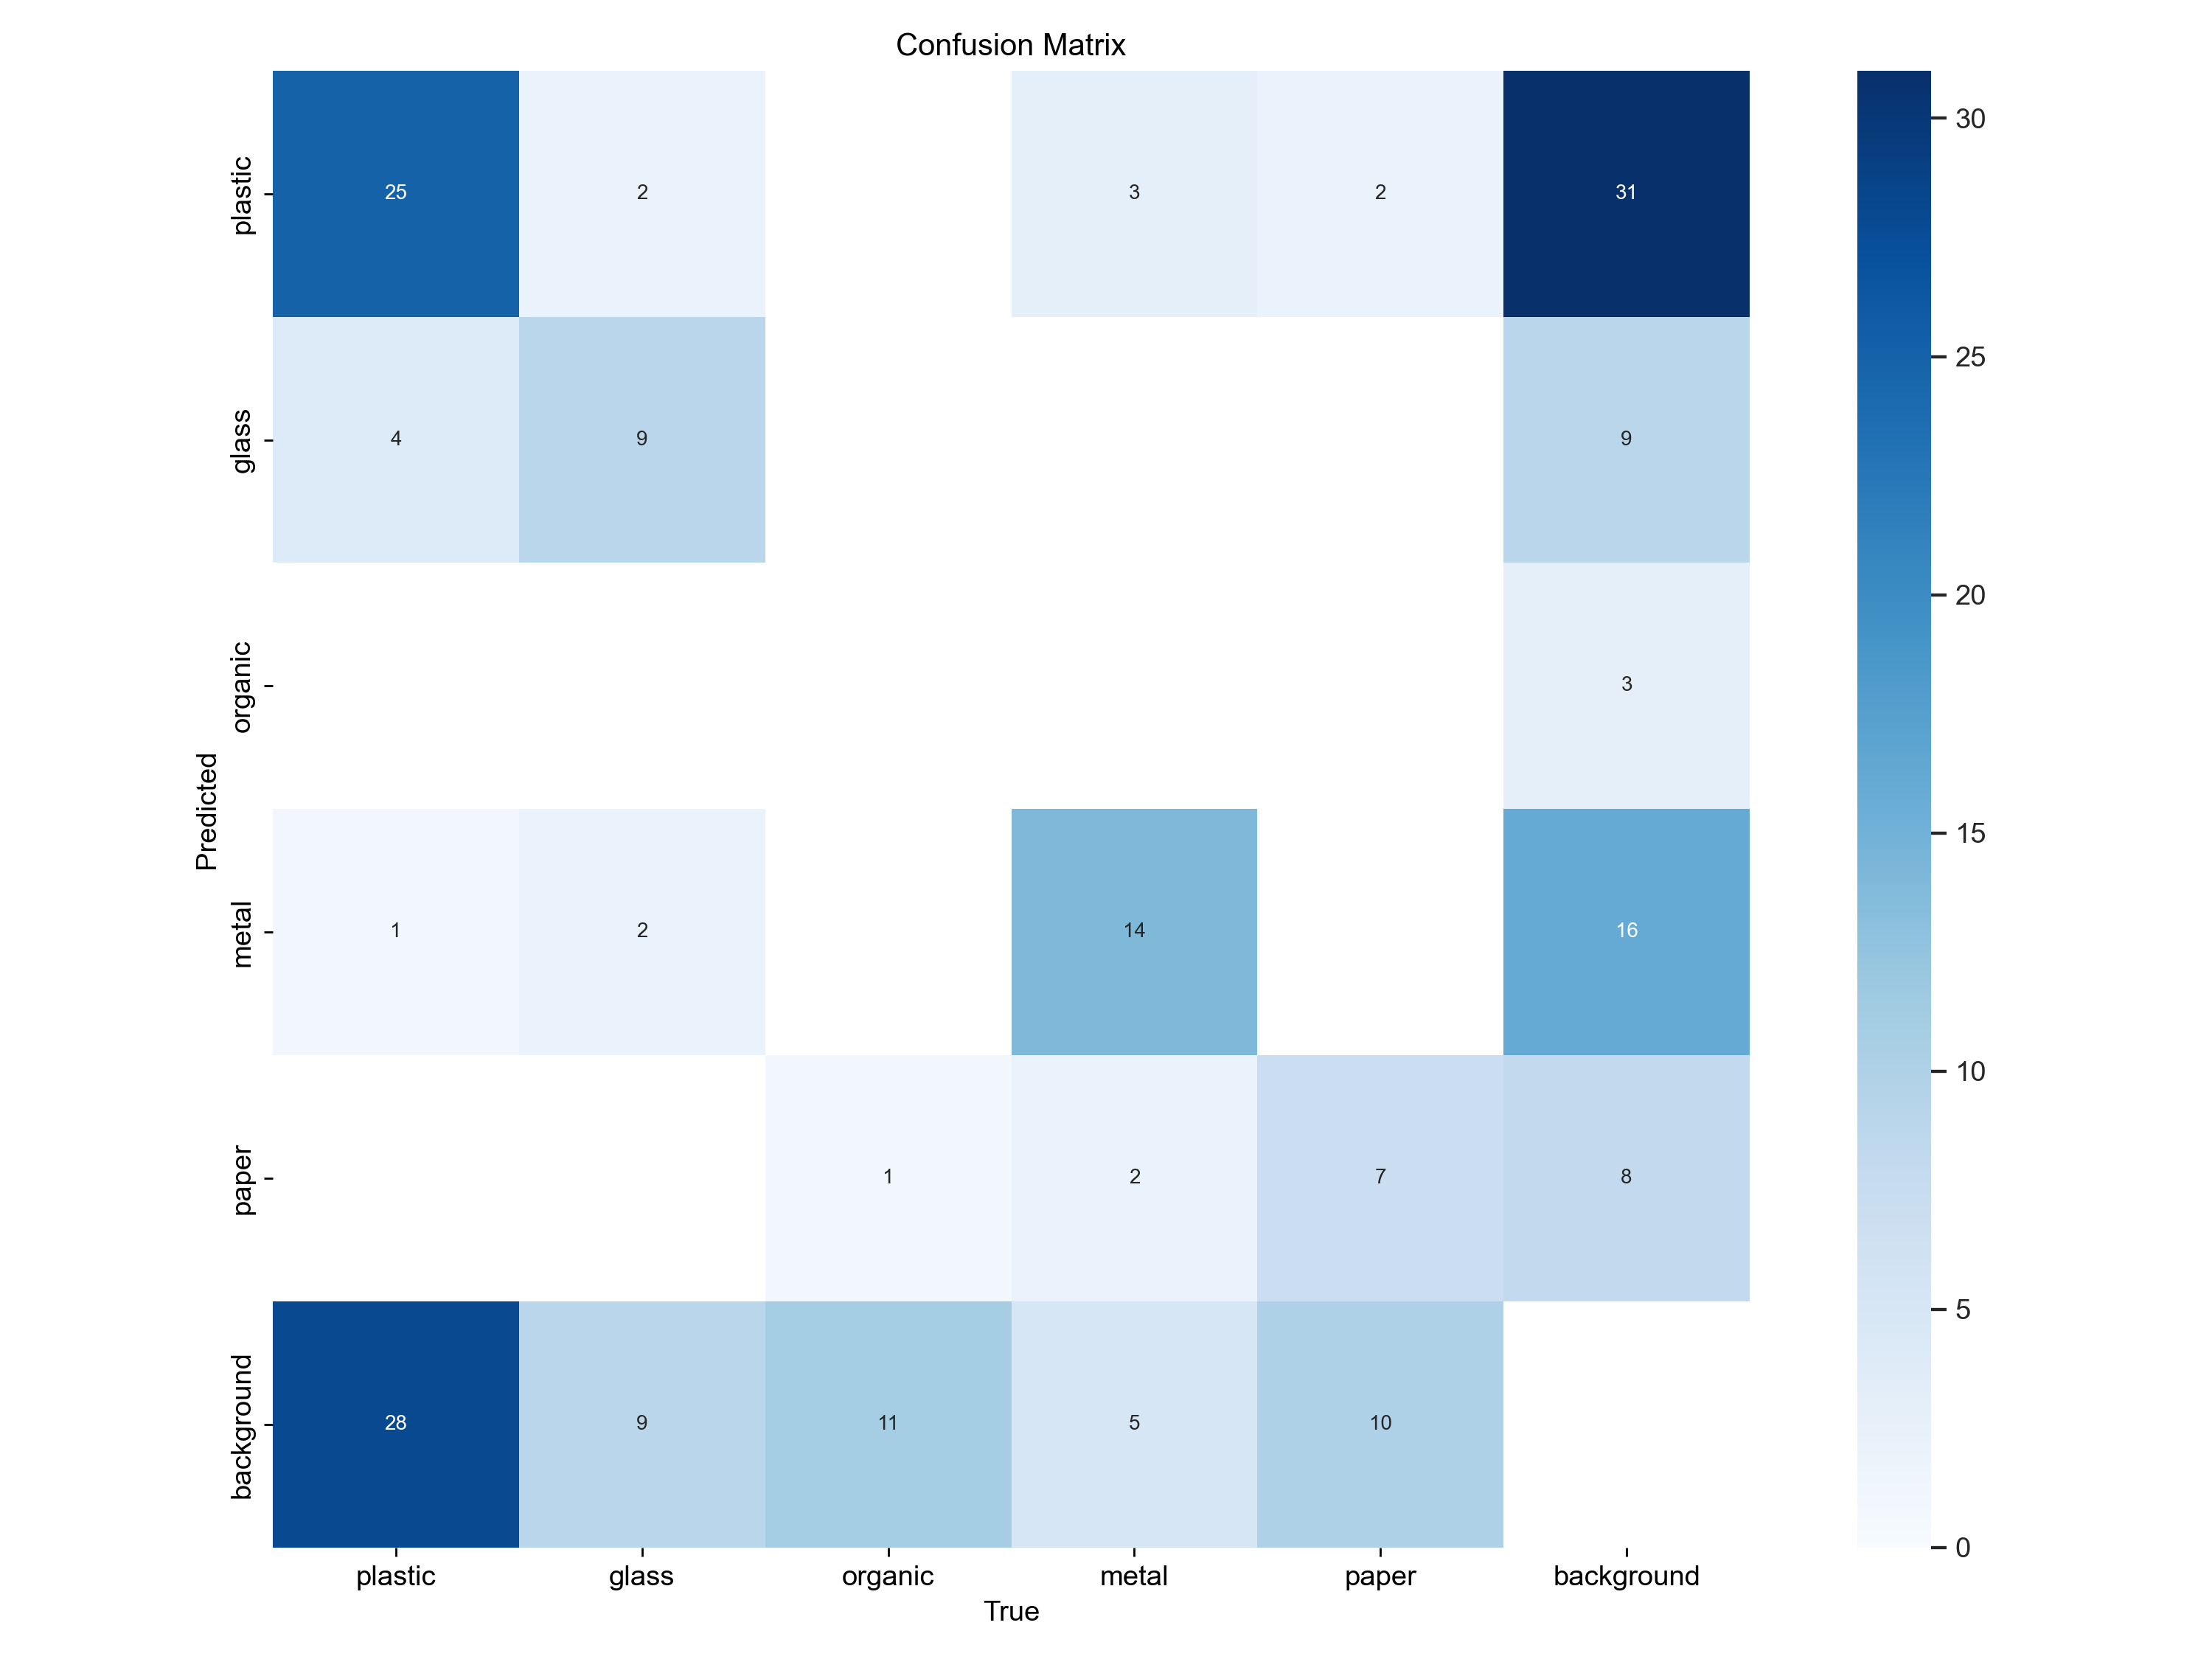 Confusion Matrix
plastic
25
2
3
2
31
glass
4
9
9
organic
3
metal
1
2
14
16
paper
1
2
7
8
background
28
9
11
5
10
Predicted
plastic
glass
organic
metal
paper
background
True
30
25
20
15
10
5
0